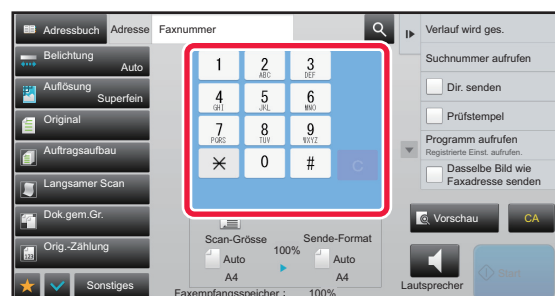 Adressbuch
Adresse
Faxnummer
Belichtung
Auto
Auflösung
Superfein
Original
Auftragsaufbau
Langsamer Scan
Dok.gem.Gr.
Orig.-Zählung
Sonstiges
1 2 3
ABC DEF
4 5 6
GHI JKL MNO
7 8 9
PQRS TUV WXYZ
0 #
C
Scan-Grösse
Sende-Format
100%
Auto
Auto
A4
A4
Faxempfangsspeicher : 100%
Verlauf wird ges.
Suchnummer aufrufen
Dir. senden
Prüfstempel
Programm aufrufen
Registrierte Einst. aufrufen.
Dasselbe Bild wie
Faxadresse senden
Vorschau
CA
Lautsprecher
Start